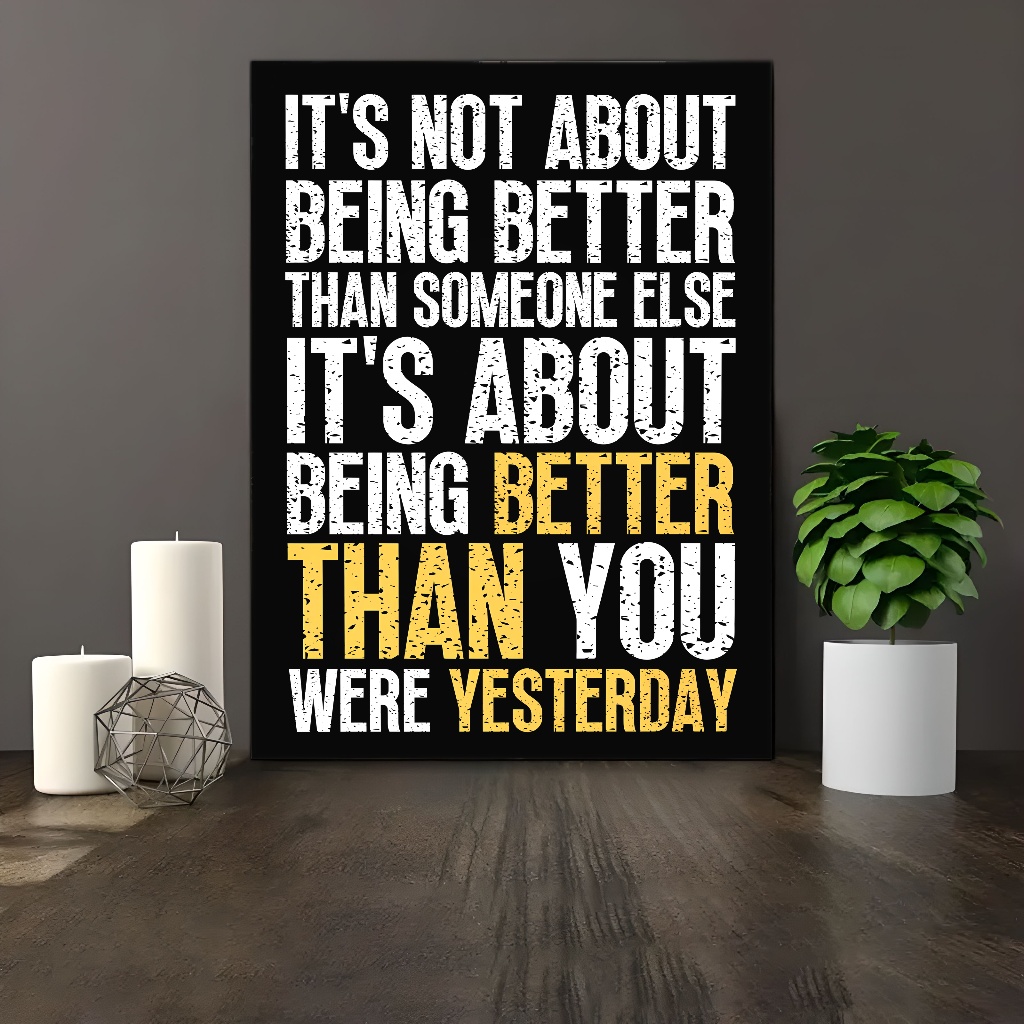 IT'S NOT ABOUT
BEING BETTER
THAN SOMEONE ELSE
IT'S ABOUT
BEING BETTER
THAN YOU
WERE YESTERDAY